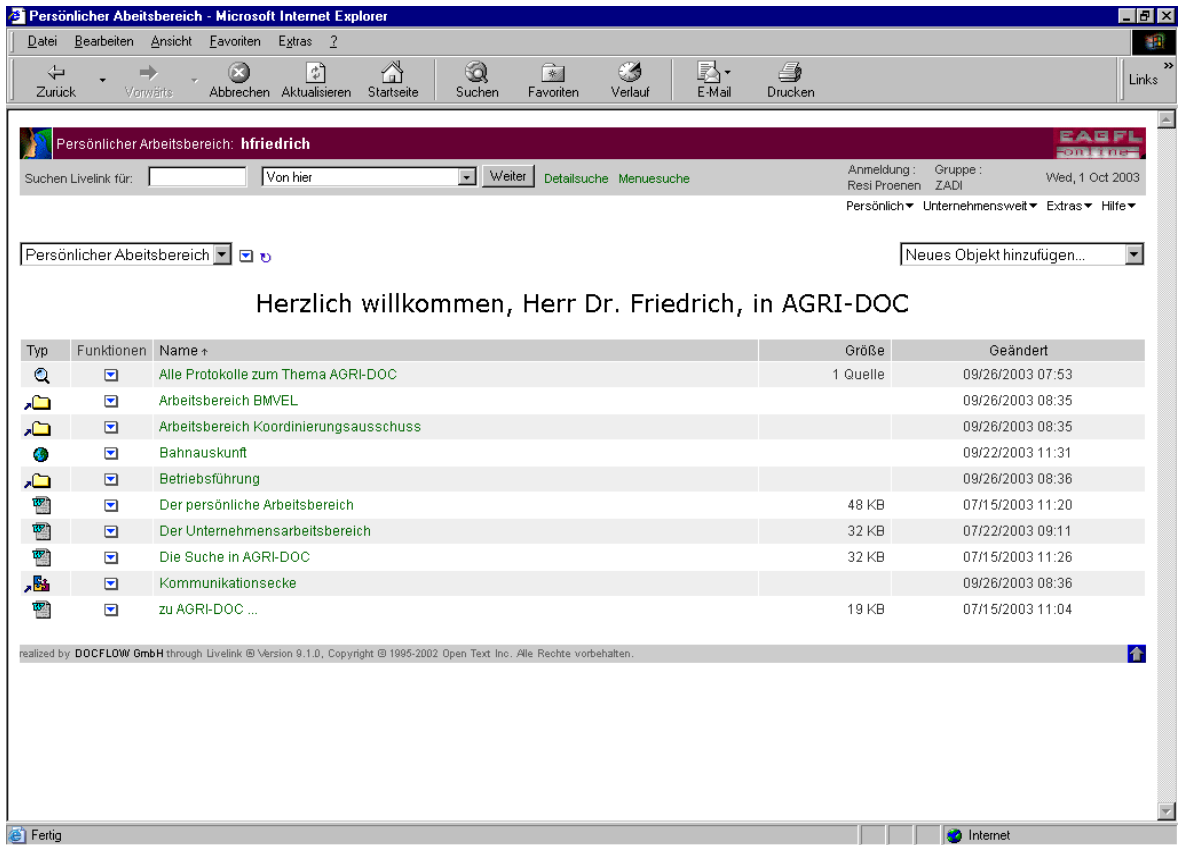 Persönlicher Abeitsbereich - Microsoft Internet Explorer
Datei Bearbeiten Ansicht Favoriten Extras ?
Zurück Vorwärts Abbrechen Aktualisieren Startseite Suchen Favoriten Verlauf E-Mail Drucken Links »
Persönlicher Arbeitsbereich: hfriedrich EAGFL online
Suchen Livelink für: Von hier Weiter Detailsuche Menuesuche Anmeldung : Resi Proenen Gruppe : ZADI Wed, 1 Oct 2003
Persönlich Unternehmensweit Extras Hilfe
Persönlicher Abeitsbereich Neues Objekt hinzufügen...
Herzlich willkommen, Herr Dr. Friedrich, in AGRI-DOC
Typ Funktionen Name Größe Geändert
Alle Protokolle zum Thema AGRI-DOC 1 Quelle 09/26/2003 07:53
Arbeitsbereich BMVEL 09/26/2003 08:35
Arbeitsbereich Koordinierungsausschuss 09/26/2003 08:35
Bahnauskunft 09/22/2003 11:31
Betriebsführung 09/26/2003 08:36
Der persönliche Arbeitsbereich 48 KB 07/15/2003 11:20
Der Unternehmensarbeitsbereich 32 KB 07/22/2003 09:11
Die Suche in AGRI-DOC 32 KB 07/15/2003 11:26
Kommunikationsecke 09/26/2003 08:36
zu AGRI-DOC ... 19 KB 07/15/2003 11:04
realized by DOCFLOW GmbH through Livelink ® Version 9.1.0, Copyright © 1995-2002 Open Text Inc. Alle Rechte vorbehalten.
Fertig Internet